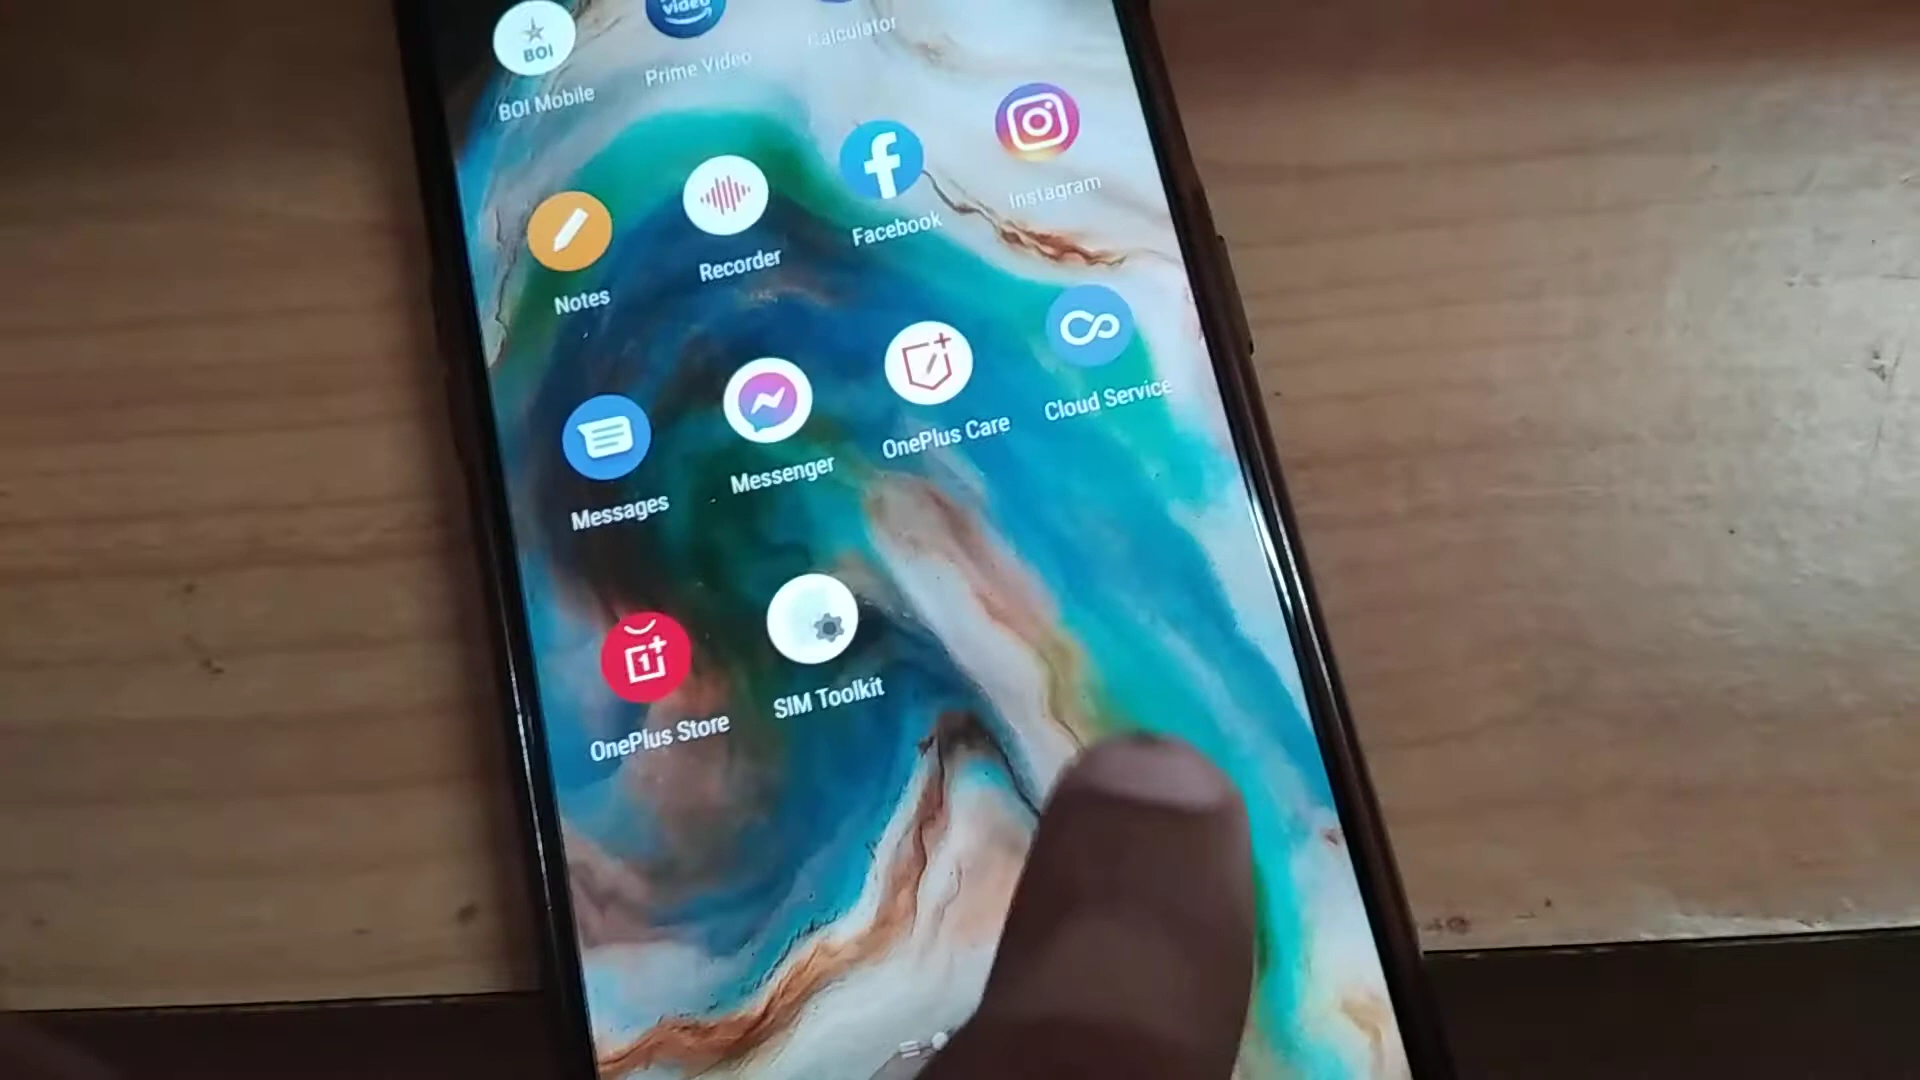 BOI
video
BOI Mobile
Prime Video
Calculator
Notes
Recorder
Facebook
Instagram
Messages
Messenger
OnePlus Care
Cloud Service
OnePlus Store
SIM Toolkit